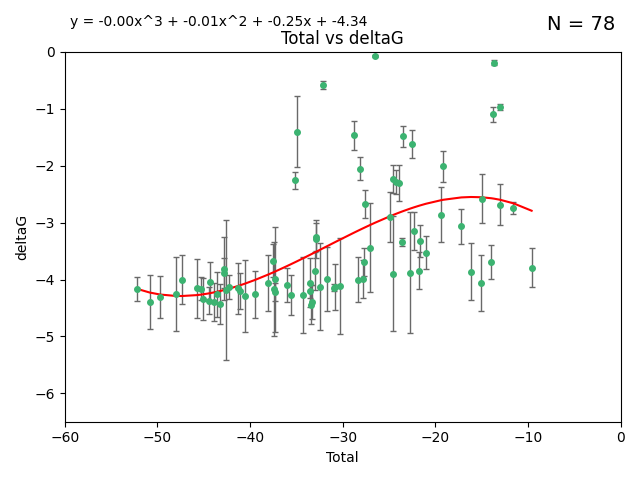 y = -0.00x^3 + -0.01x^2 + -0.25x + -4.34
N = 78
Total vs deltaG
0
−1
−2
−3
−4
−5
−6
deltaG
−60 −50 −40 −30 −20 −10 0
Total